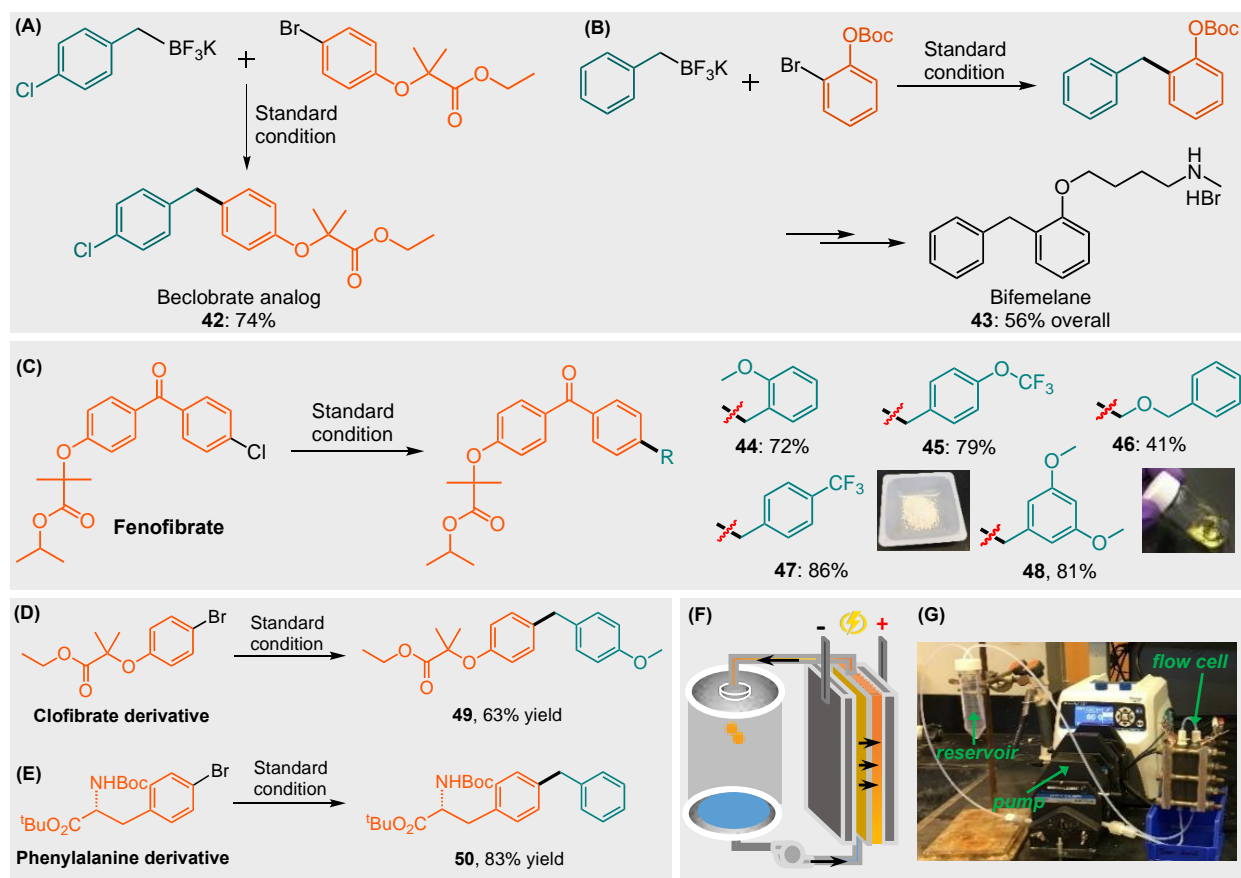 (A)
BF3K
Cl
+
Br
O
O
O
Standard
condition
Cl
O
O
O
Beclobrate analog
42: 74%
(B)
BF3K
+
OBoc
Br
Standard
condition
OBoc
H
N
O
HBr
Bifemelane
43: 56% overall
(C)
O
O
Cl
O
O
Fenofibrate
Standard
condition
O
O
R
O
O
O
44: 72%
O
CF3
45: 79%
O
46: 41%
CF3
47: 86%
O
O
48, 81%
(D)
Br
O
O
O
Clofibrate derivative
Standard
condition
O
O
O
O
49, 63% yield
(E)
NHBoc
Br
tBuO2C
Phenylalanine derivative
Standard
condition
NHBoc
tBuO2C
50, 83% yield
(F)
- +
(G)
flow cell
reservoir
pump